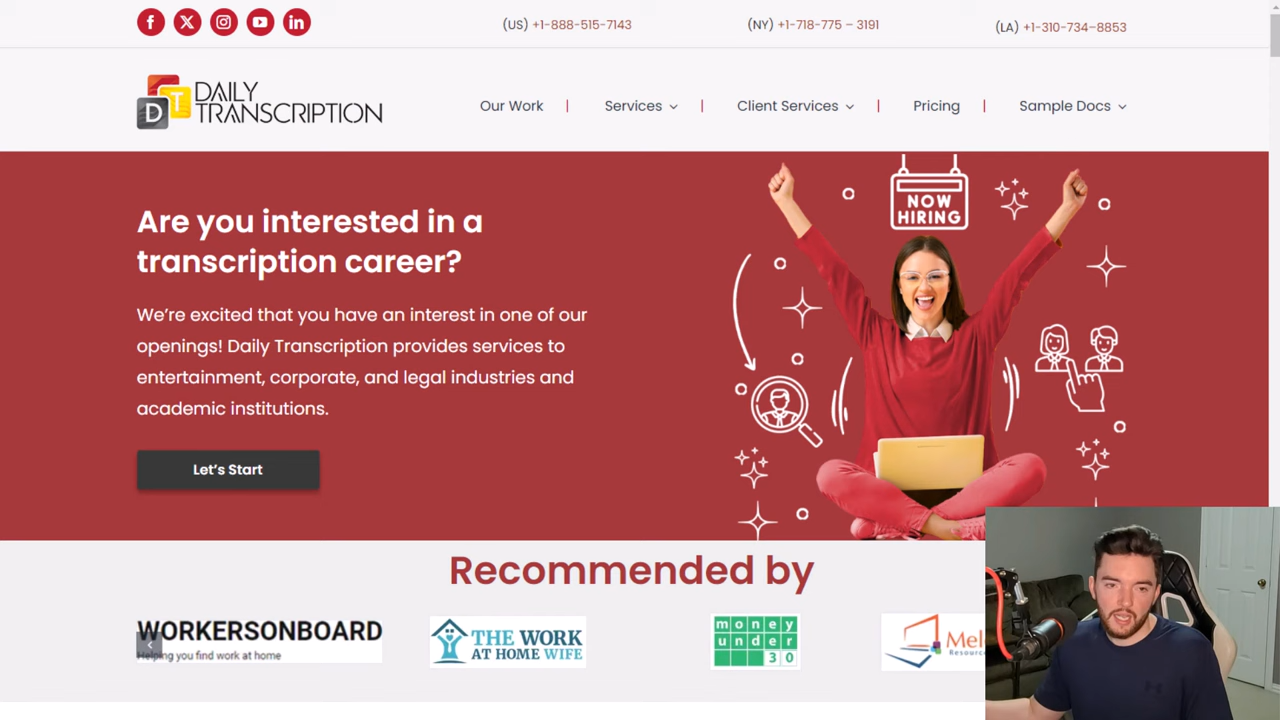 (US) +1-888-515-7143
(NY) +1-718-775 – 3191
(LA) +1-310-734–8853
DAILY
TRANSCRIPTION
D T
Our Work | Services | Client Services | Pricing | Sample Docs
NOW
HIRING
Are you interested in a
transcription career?
We’re excited that you have an interest in one of our
openings! Daily Transcription provides services to
entertainment, corporate, and legal industries and
academic institutions.
Let’s Start
Recommended by
WORKERSONBOARD
Helping you find work at home
THE WORK
AT HOME WIFE
money
under
30
Resourc